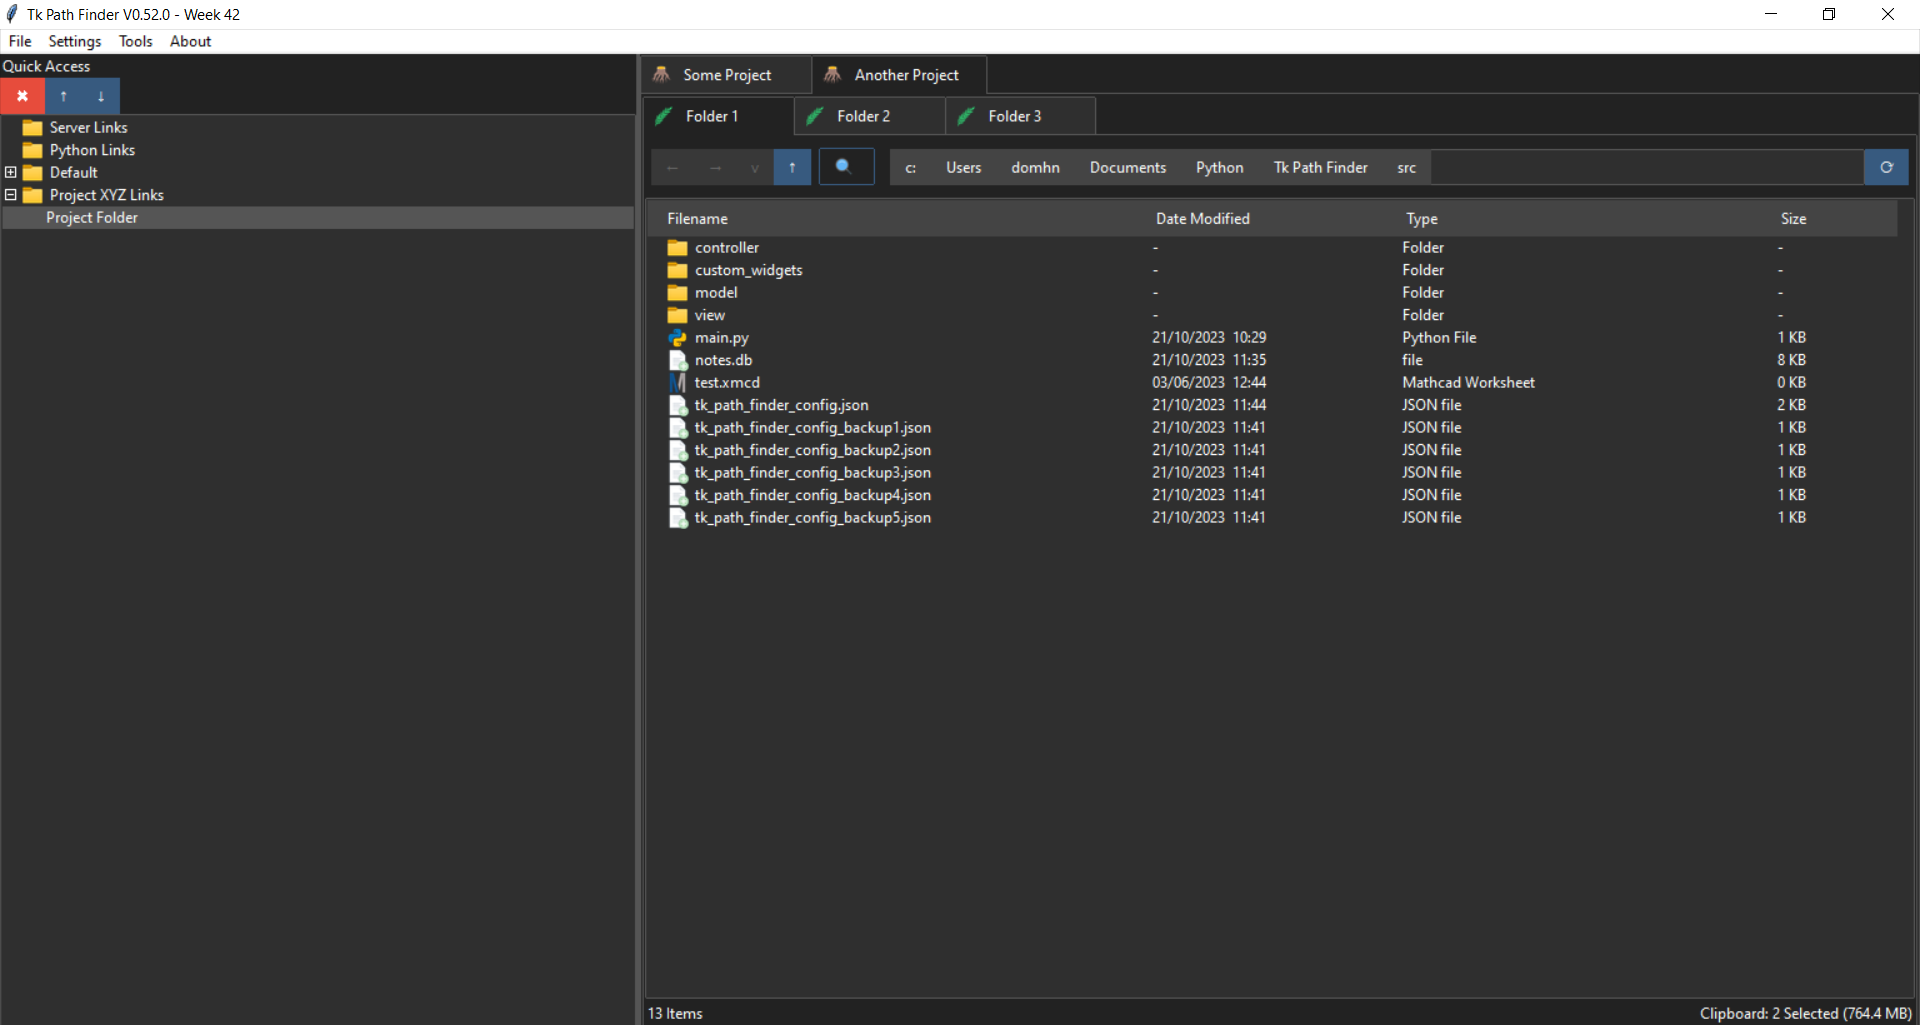 Tk Path Finder V0.52.0 - Week 42
File Settings Tools About
Quick Access
✖ ↑ ↓
Server Links
Python Links
Default
Project XYZ Links
Project Folder
Some Project Another Project
Folder 1 Folder 2 Folder 3
← → v ↑ c: Users domhn Documents Python Tk Path Finder src ⟳
Filename Date Modified Type Size
controller - Folder -
custom_widgets - Folder -
model - Folder -
view - Folder -
main.py 21/10/2023 10:29 Python File 1 KB
notes.db 21/10/2023 11:35 file 8 KB
test.xmcd 03/06/2023 12:44 Mathcad Worksheet 0 KB
tk_path_finder_config.json 21/10/2023 11:44 JSON file 2 KB
tk_path_finder_config_backup1.json 21/10/2023 11:41 JSON file 1 KB
tk_path_finder_config_backup2.json 21/10/2023 11:41 JSON file 1 KB
tk_path_finder_config_backup3.json 21/10/2023 11:41 JSON file 1 KB
tk_path_finder_config_backup4.json 21/10/2023 11:41 JSON file 1 KB
tk_path_finder_config_backup5.json 21/10/2023 11:41 JSON file 1 KB
13 Items Clipboard: 2 Selected (764.4 MB)